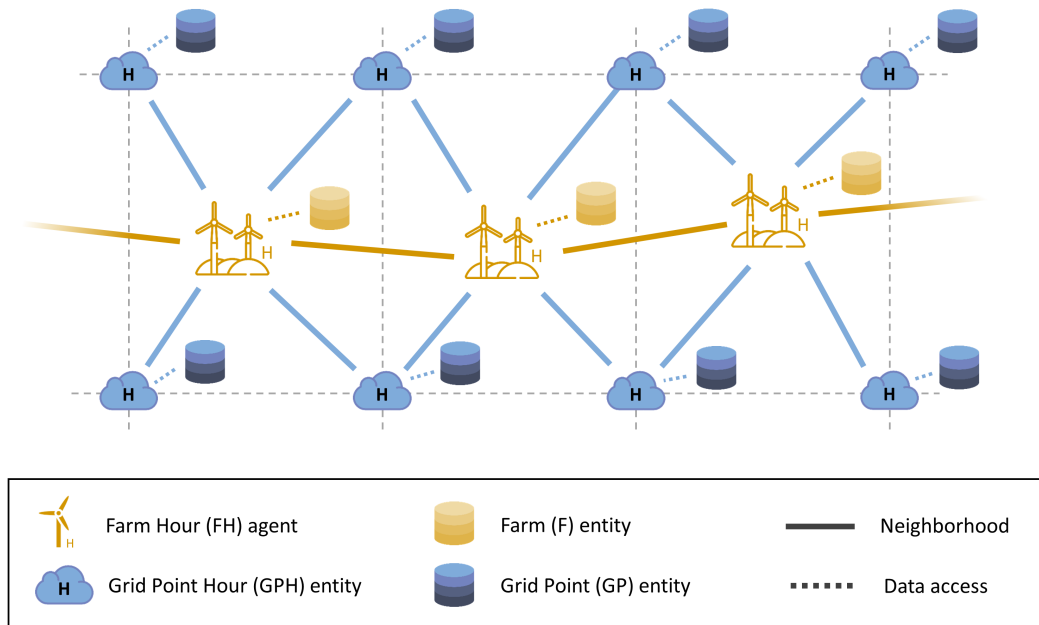 H H H H
H
H
H
H H H H
Farm Hour (FH) agent
Farm (F) entity
Neighborhood
H
Grid Point Hour (GPH) entity
Grid Point (GP) entity
Data access
H